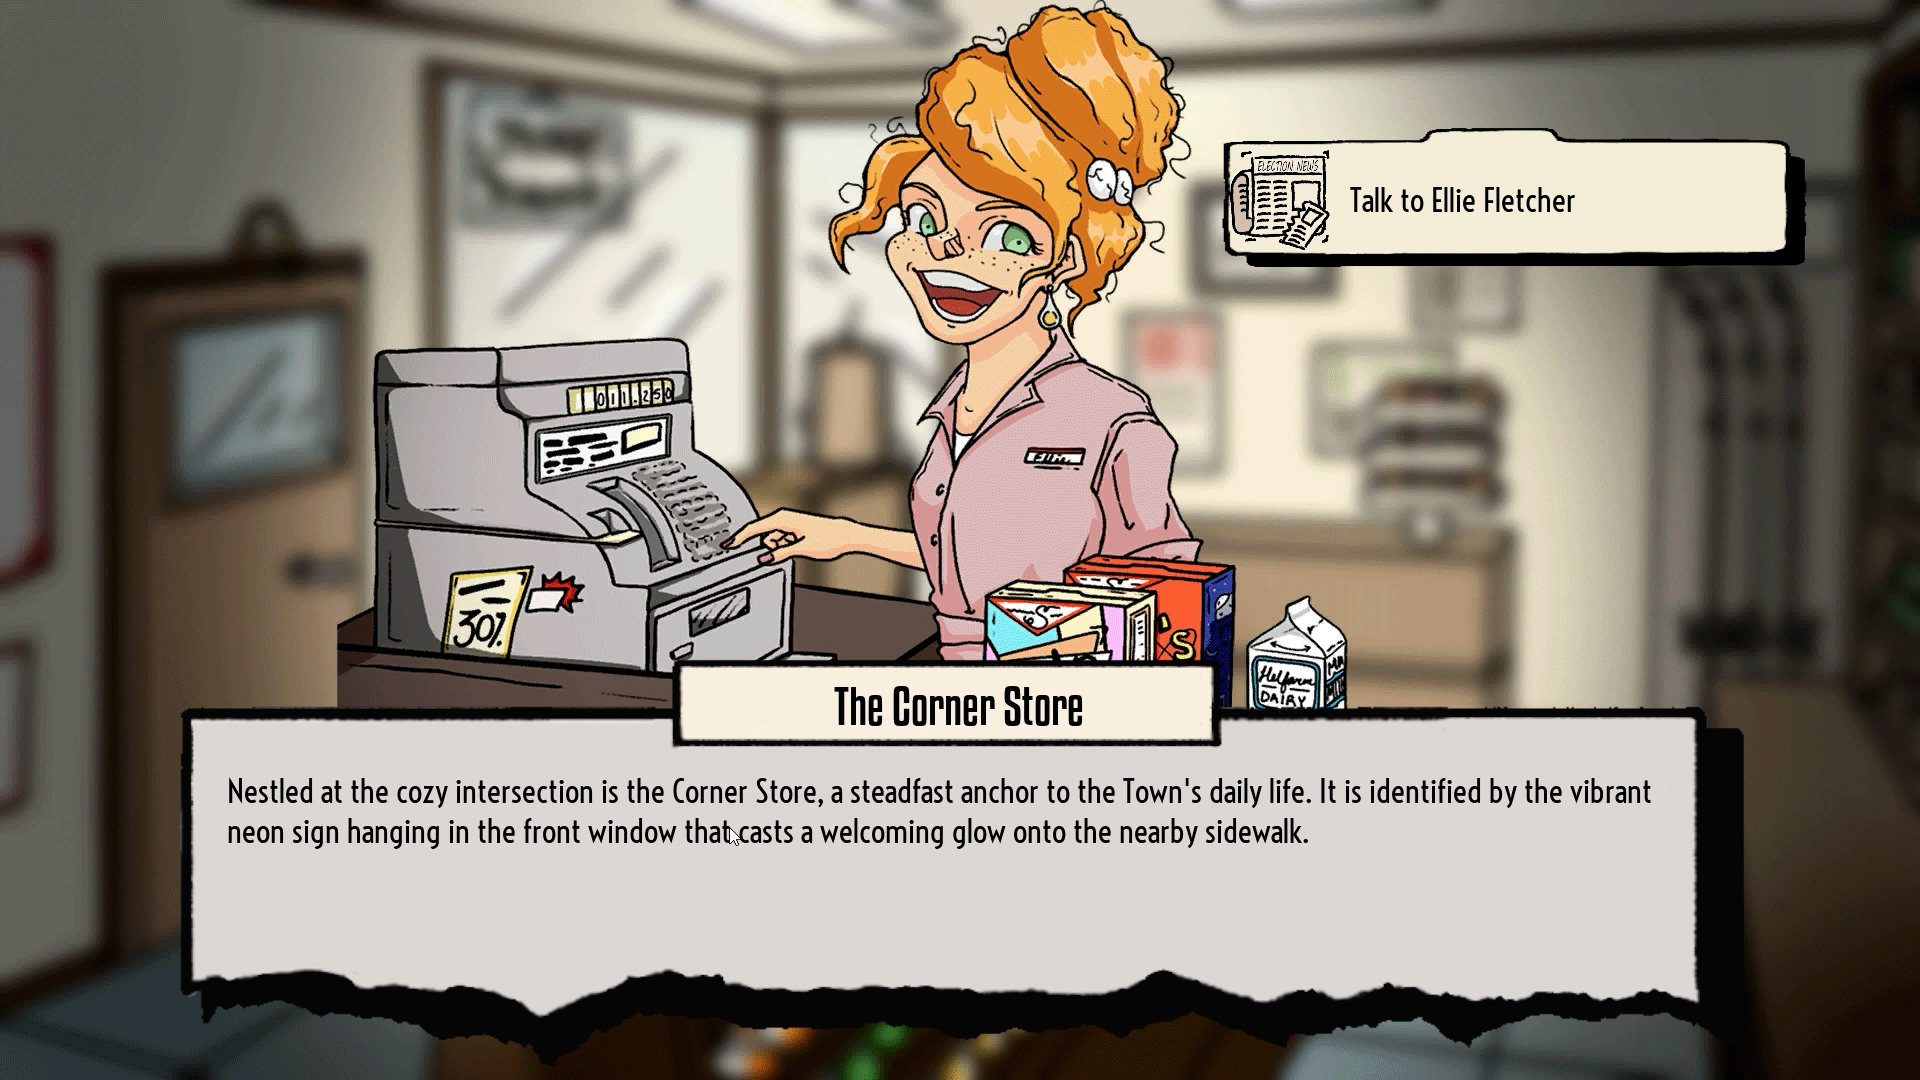 ELECTION NEWS
Talk to Ellie Fletcher
011.250
Ellie
30%
'S
DAIRY
The Corner Store
Nestled at the cozy intersection is the Corner Store, a steadfast anchor to the Town's daily life. It is identified by the vibrant
neon sign hanging in the front window that casts a welcoming glow onto the nearby sidewalk.